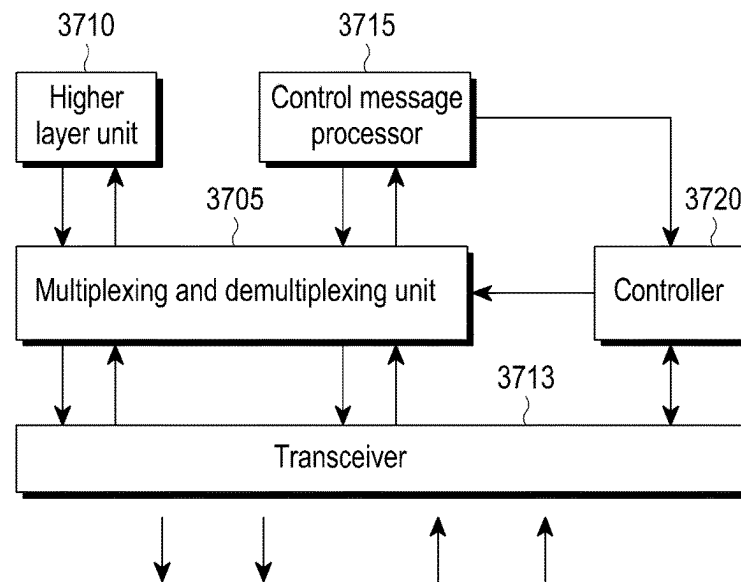 3710
3715
Higher
layer unit
Control message
processor
3705
3720
Multiplexing and demultiplexing unit
Controller
3713
Transceiver